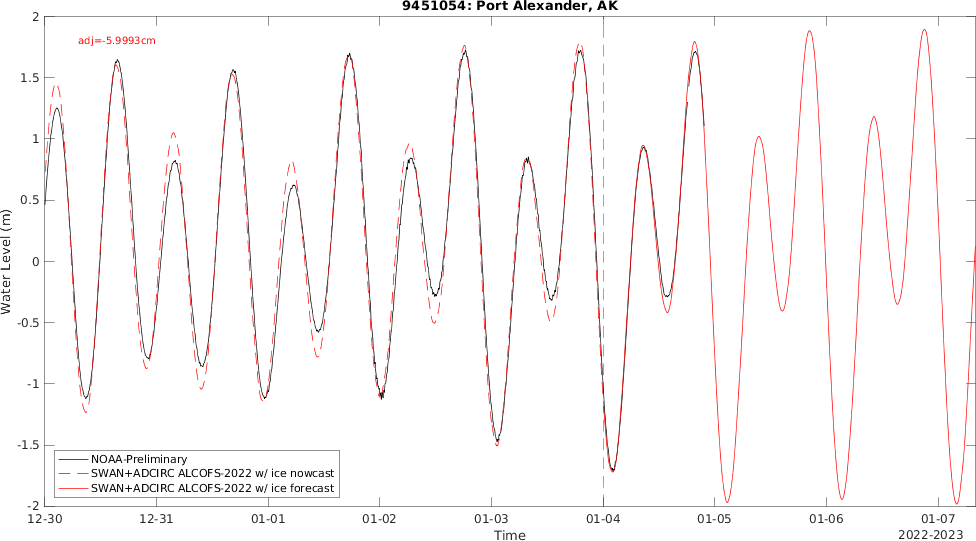 9451054: Port Alexander, AK
adj=-5.9993cm
2
1.5
1
0.5
0
-0.5
-1
-1.5
-2
Water Level (m)
NOAA-Preliminary
SWAN+ADCIRC ALCOFS-2022 w/ ice nowcast
SWAN+ADCIRC ALCOFS-2022 w/ ice forecast
12-30 12-31 01-01 01-02 01-03 01-04 01-05 01-06 01-07
Time
2022-2023